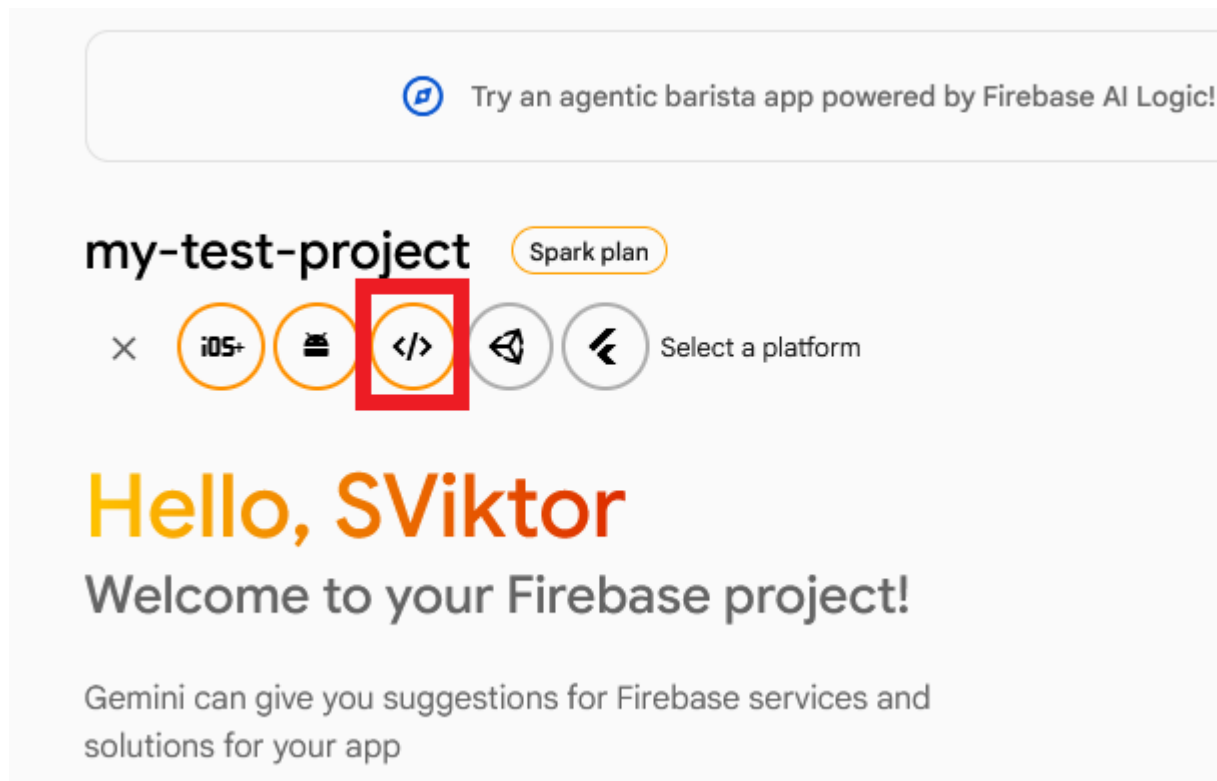 Try an agentic barista app powered by Firebase AI Logic!
my-test-project Spark plan
iOS+ </> Select a platform
Hello, SViktor
Welcome to your Firebase project!
Gemini can give you suggestions for Firebase services and
solutions for your app